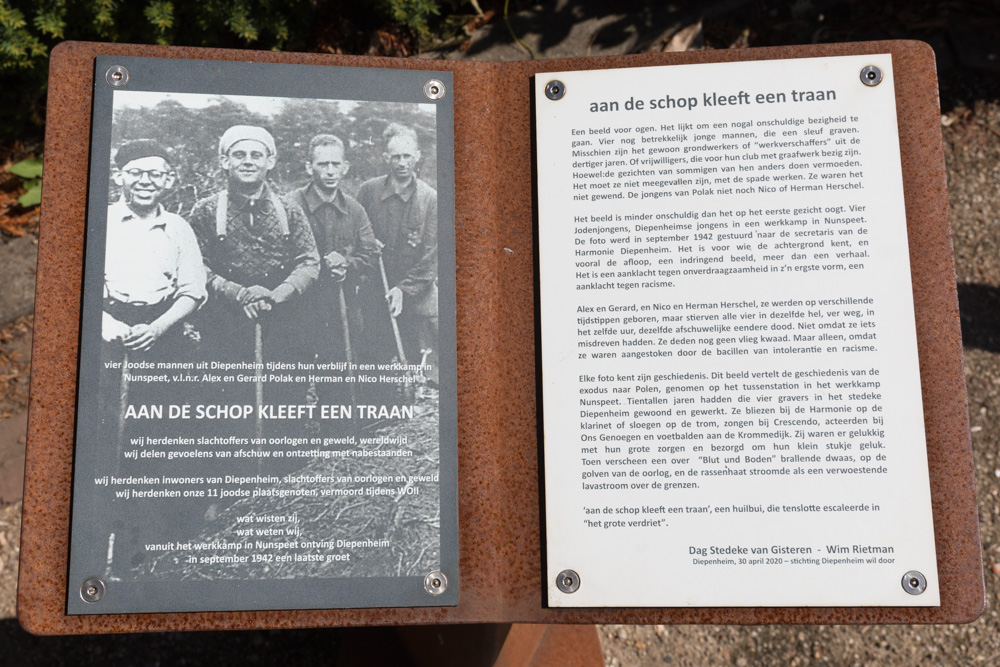 vier Joodse mannen uit Diepenheim tijdens hun verblijf in een werkkamp in
Nunspeet, v.l.n.r. Alex en Gerard Polak en Herman en Nico Herschel
AAN DE SCHOP KLEEFT EEN TRAAN
wij herdenken slachtoffers van oorlogen en geweld, wereldwijd
wij delen gevoelens van afschuw en ontzetting met nabestaanden
wij herdenken inwoners van Diepenheim, slachtoffers van oorlogen en geweld
wij herdenken onze 11 joodse plaatsgenoten, vermoord tijdens WOII
wat wisten zij,
wat weten wij,
vanuit het werkkamp in Nunspeet ontving Diepenheim
in september 1942 een laatste groet
aan de schop kleeft een traan
Een beeld voor ogen. Het lijkt om een nogal onschuldige bezigheid te
gaan. Vier nog betrekkelijk jonge mannen, die een sleuf graven.
Misschien zijn het gewoon grondwerkers of “werkverschaffers” uit de
dertiger jaren. Of vrijwilligers, die voor hun club met graafwerk bezig zijn.
Hoewel:de gezichten van sommigen van hen anders doen vermoeden.
Het moet ze niet meegevallen zijn, met de spade werken. Ze waren het
niet gewend. De jongens van Polak niet noch Nico of Herman Herschel.
Het beeld is minder onschuldig dan het op het eerste gezicht oogt. Vier
Jodenjongens, Diepenheimse jongens in een werkkamp in Nunspeet.
De foto werd in september 1942 gestuurd naar de secretaris van de
Harmonie Diepenheim. Het is voor wie de achtergrond kent, en
vooral de afloop, een indringend beeld, meer dan een verhaal.
Het is een aanklacht tegen onverdraagzaamheid in z’n ergste vorm, een
aanklacht tegen racisme.
Alex en Gerard, en Nico en Herman Herschel, ze werden op verschillende
tijdstippen geboren, maar stierven alle vier in dezelfde hel, ver weg, in
het zelfde uur, dezelfde afschuwelijke eendere dood. Niet omdat ze iets
misdreven hadden. Ze deden nog geen vlieg kwaad. Maar alleen, omdat
ze waren aangestoken door de bacillen van intolerantie en racisme.
Elke foto kent zijn geschiedenis. Dit beeld vertelt de geschiedenis van de
exodus naar Polen, genomen op het tussenstation in het werkkamp
Nunspeet. Tientallen jaren hadden die vier gravers in het stedeke
Diepenheim gewoond en gewerkt. Ze bliezen bij de Harmonie op de
klarinet of sloegen op de trom, zongen bij Crescendo, acteerden bij
Ons Genoegen en voetbalden aan de Krommedijk. Zij waren er gelukkig
met hun grote zorgen en bezorgd om hun klein stukje geluk.
Toen verscheen een over “Blut und Boden” brallende dwaas, op de
golven van de oorlog, en de rassenhaat stroomde als een verwoestende
lavastroom over de grenzen.
‘aan de schop kleeft een traan’, een huilbui, die tenslotte escaleerde in
“het grote verdriet”.
Dag Stedeke van Gisteren - Wim Rietman
Diepenheim, 30 april 2020 – stichting Diepenheim wil door